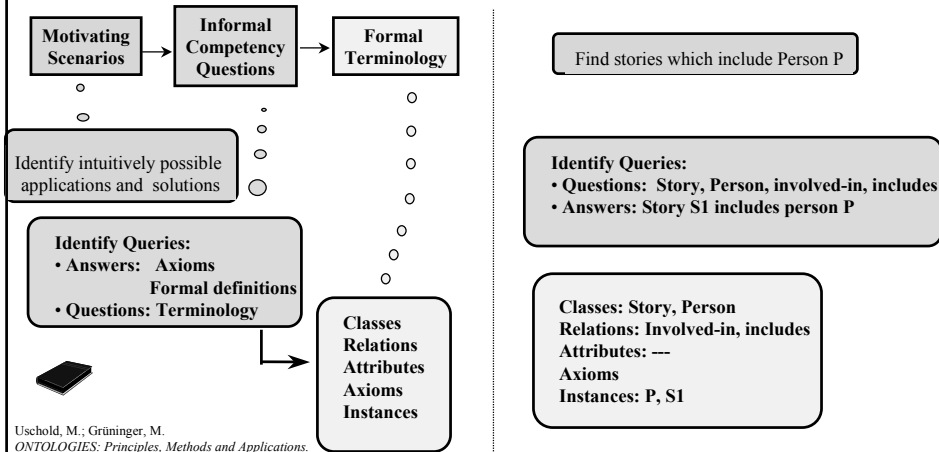 Motivating
Scenarios
Informal
Competency
Questions
Formal
Terminology
Identify intuitively possible
applications and solutions
Identify Queries:
• Answers: Axioms
Formal definitions
• Questions: Terminology
Classes
Relations
Attributes
Axioms
Instances
Uschold, M.; Grüninger, M.
ONTOLOGIES: Principles, Methods and Applications.
Find stories which include Person P
Identify Queries:
• Questions: Story, Person, involved-in, includes
• Answers: Story S1 includes person P
Classes: Story, Person
Relations: Involved-in, includes
Attributes: ---
Axioms
Instances: P, S1